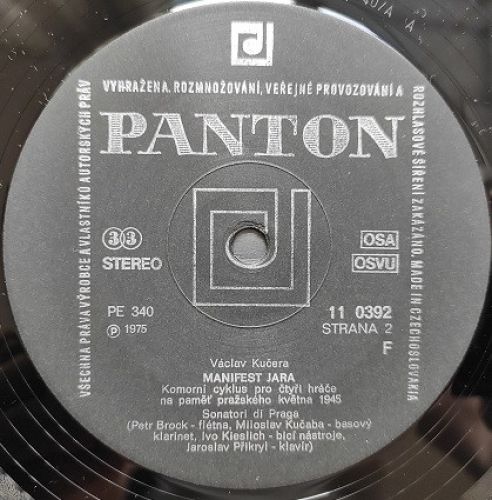 VŠECHNA PRÁVA VÝROBCE A VLASTNÍKŮ AUTORSKÝCH PRÁV
VYHRAŽENA. ROZMNOŽOVÁNÍ, VEŘEJNÉ PROVOZOVÁNÍ A
ROZHLASOVÉ ŠÍŘENÍ ZAKÁZÁNO. MADE IN CZECHOSLOVAKIA
PANTON
33
STEREO
OSA
OSVU
PE 340
℗ 1975
11 0392
STRANA 2
F
Václav Kučera
MANIFEST JARA
Komorní cyklus pro čtyři hráče
na paměť pražského května 1945
Sonatori di Praga
(Petr Brock - flétna, Miloslav Kučaba - basový
klarinet, Ivo Kieslich - bicí nástroje,
Jaroslav Přikryl - klavír)